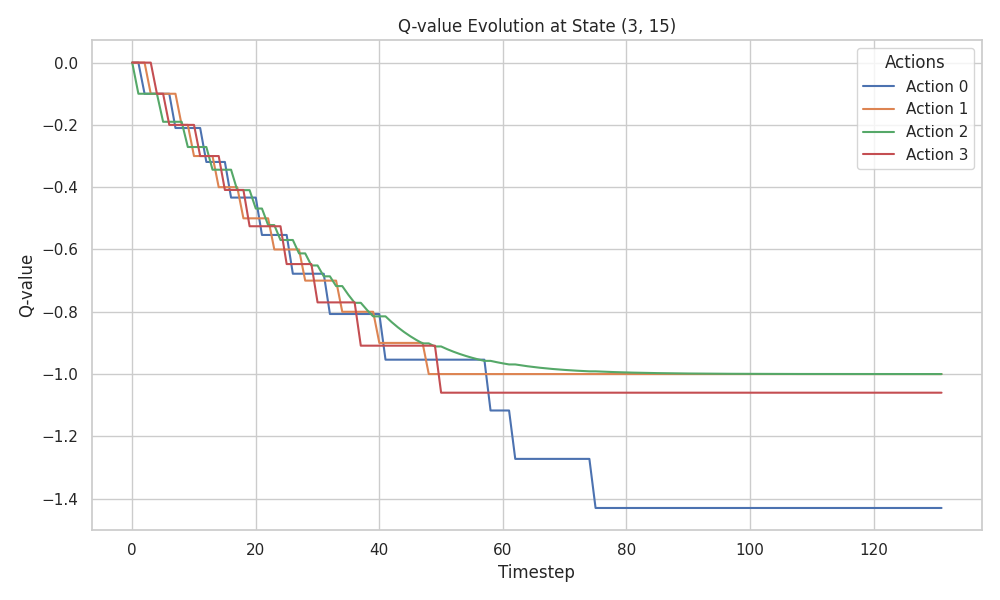 Q-value Evolution at State (3, 15)
Actions
Action 0
Action 1
Action 2
Action 3
Q-value
0.0
−0.2
−0.4
−0.6
−0.8
−1.0
−1.2
−1.4
0 20 40 60 80 100 120
Timestep